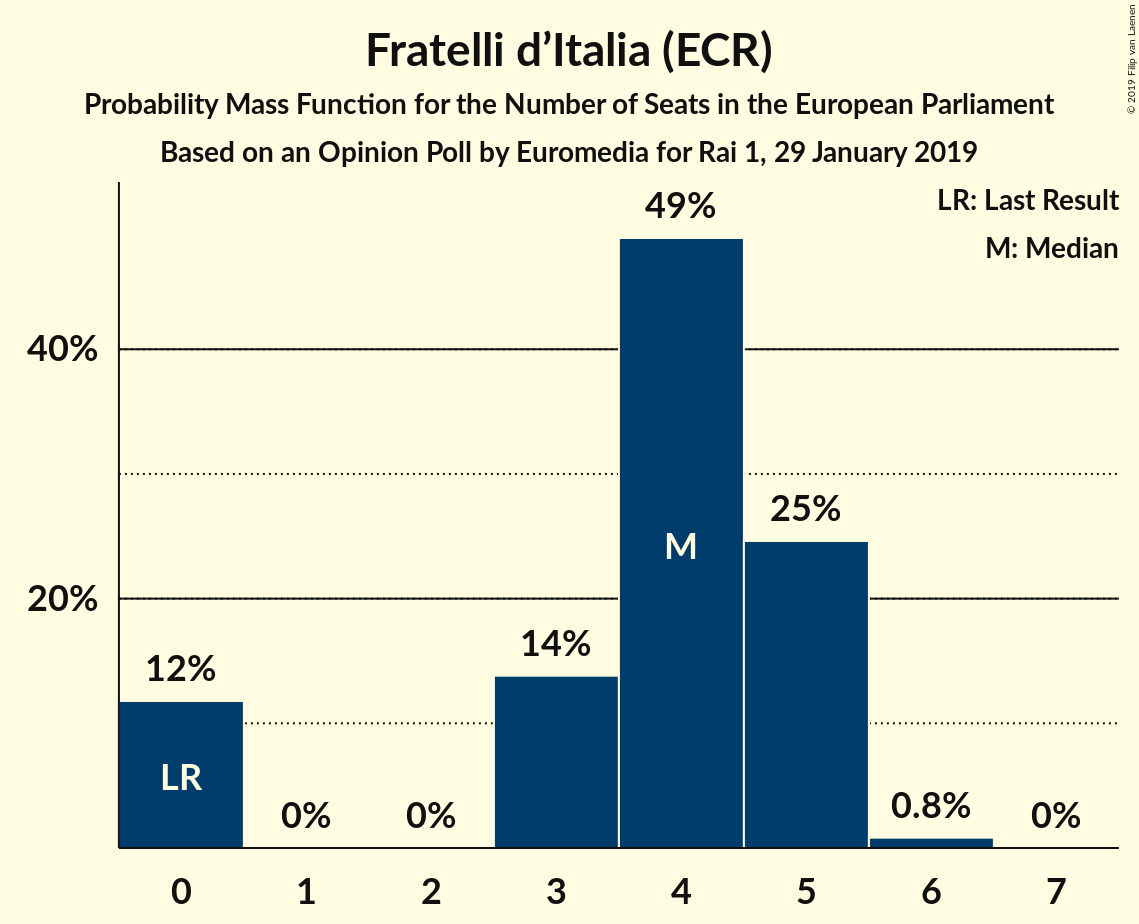 Fratelli d’Italia (ECR)
Probability Mass Function for the Number of Seats in the European Parliament
Based on an Opinion Poll by Euromedia for Rai 1, 29 January 2019
© 2019 Filip van Laenen
LR: Last Result
M: Median
49%
40%
25%
M
20%
14%
12%
LR
0.8%
0% 0% 0%
0 1 2 3 4 5 6 7